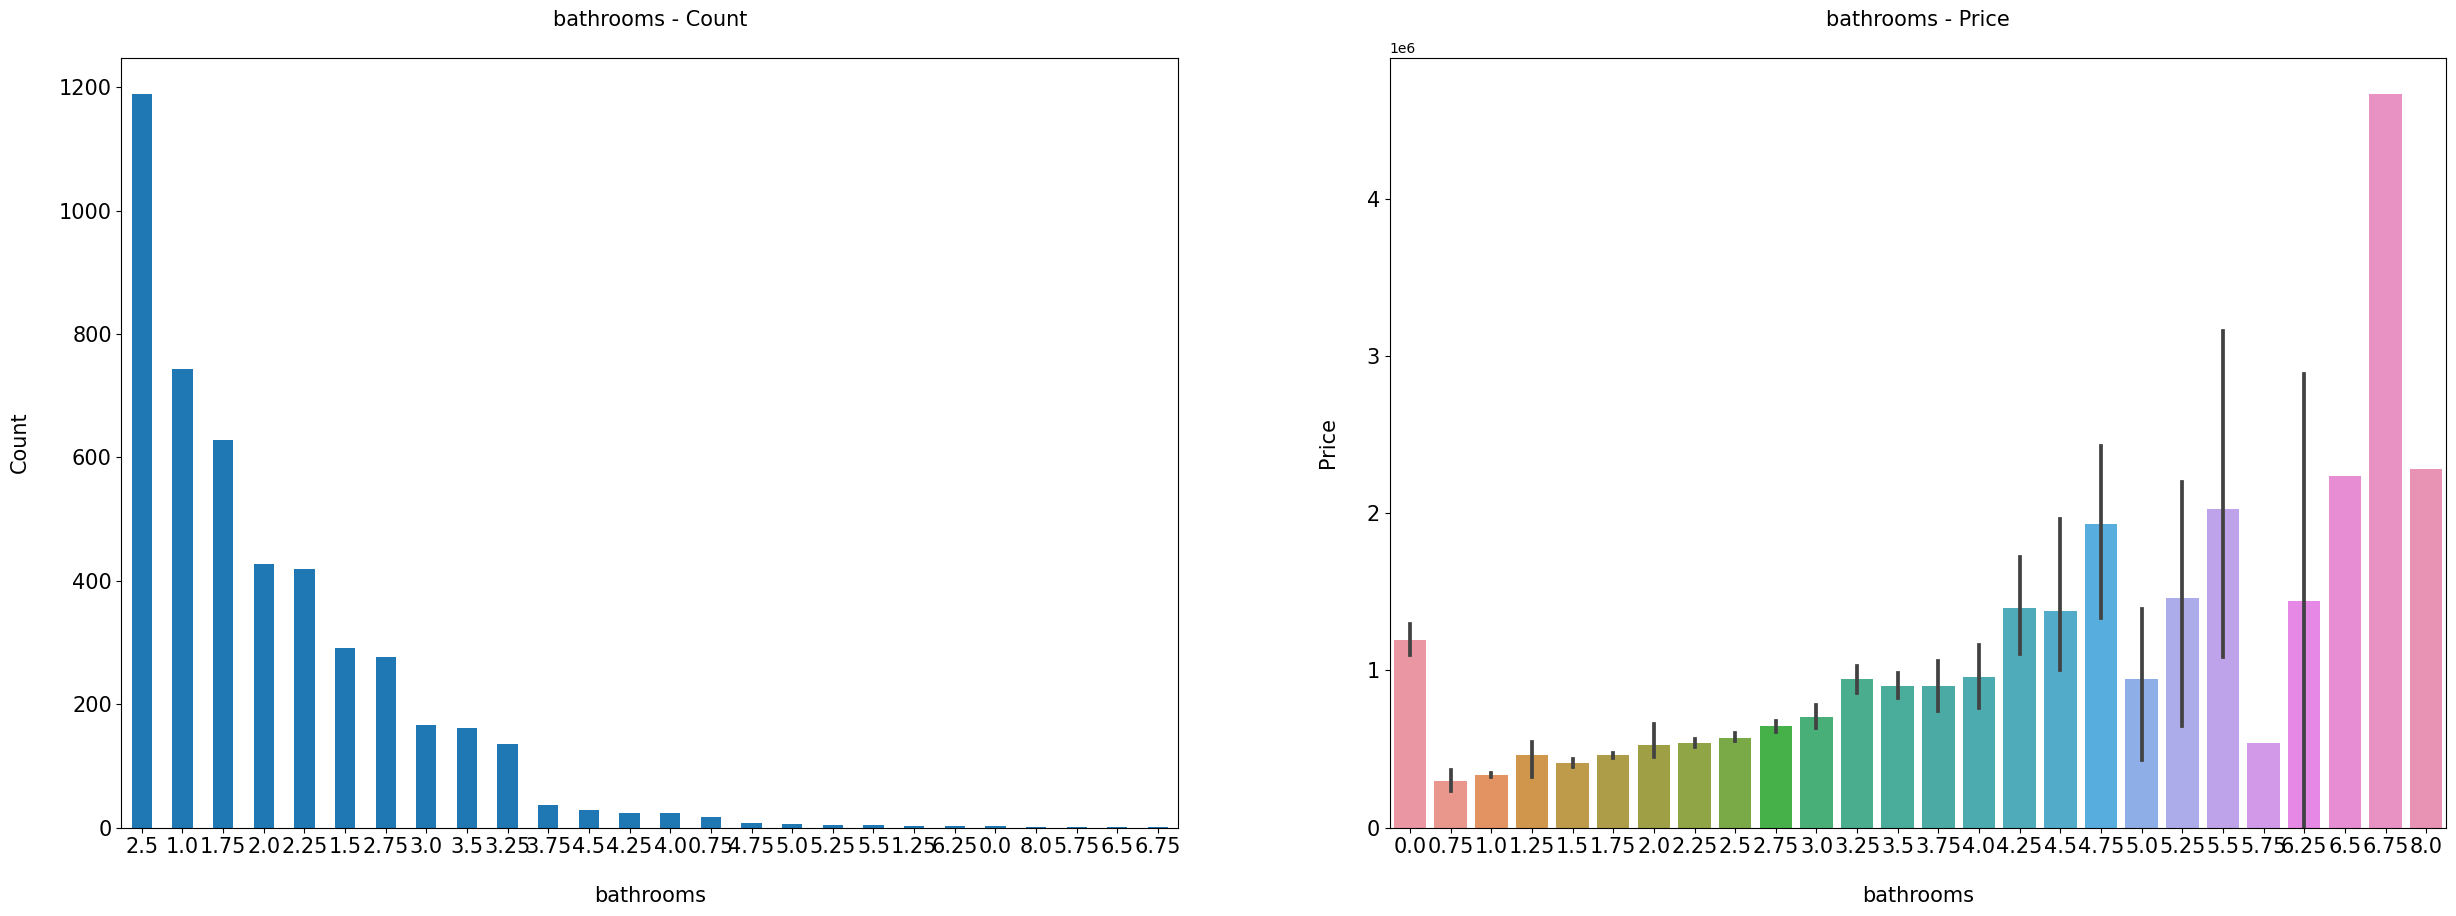 bathrooms - Count
Count
1200
1000
800
600
400
200
0
2.5 1.0 1.75 2.0 2.25 1.5 2.75 3.0 3.5 3.25 3.75 4.5 4.25 4.0 0.75 4.75 5.0 5.25 5.5 1.25 6.25 0.0 8.0 5.75 6.5 6.75
bathrooms
bathrooms - Price
1e6
Price
4
3
2
1
0
0.0 0.75 1.0 1.25 1.5 1.75 2.0 2.25 2.5 2.75 3.0 3.25 3.5 3.75 4.0 4.25 4.5 4.75 5.0 5.25 5.5 5.75 6.25 6.5 6.75 8.0
bathrooms